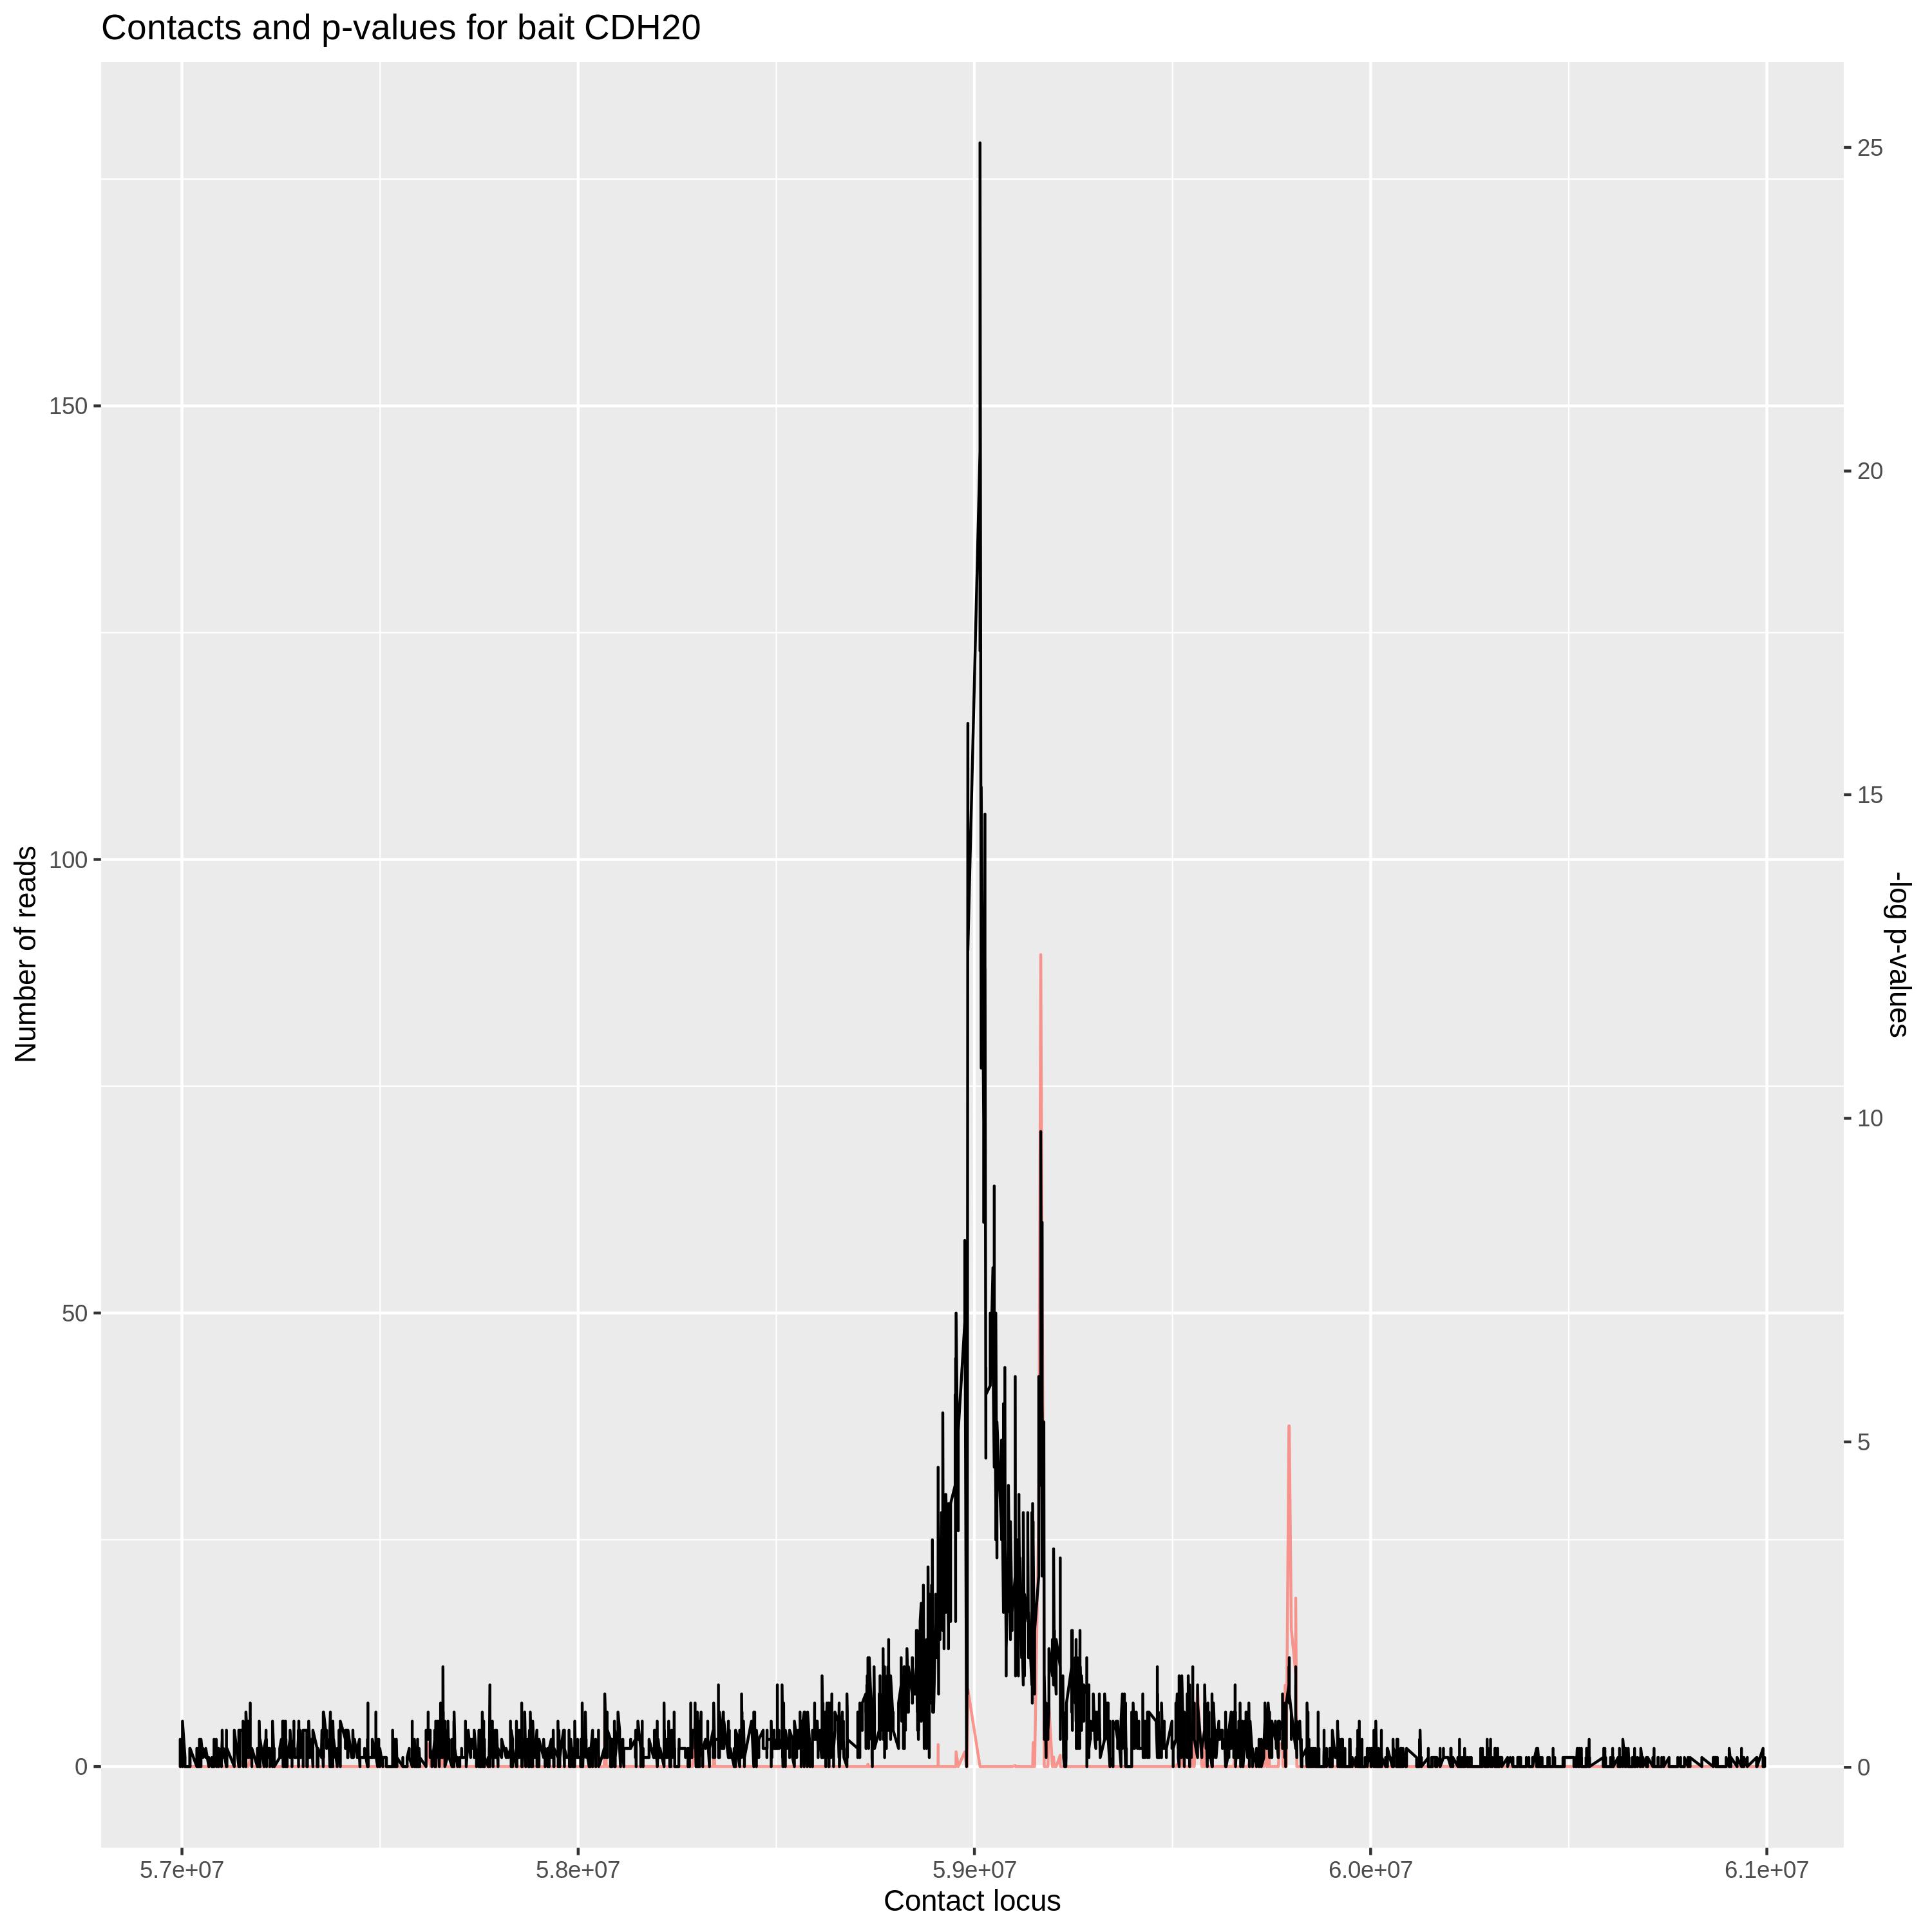 Contacts and p-values for bait CDH20
Number of reads
150
100
50
0
25
20
15
10
5
0
-log p-values
5.7e+07
5.8e+07
5.9e+07
6.0e+07
6.1e+07
Contact locus